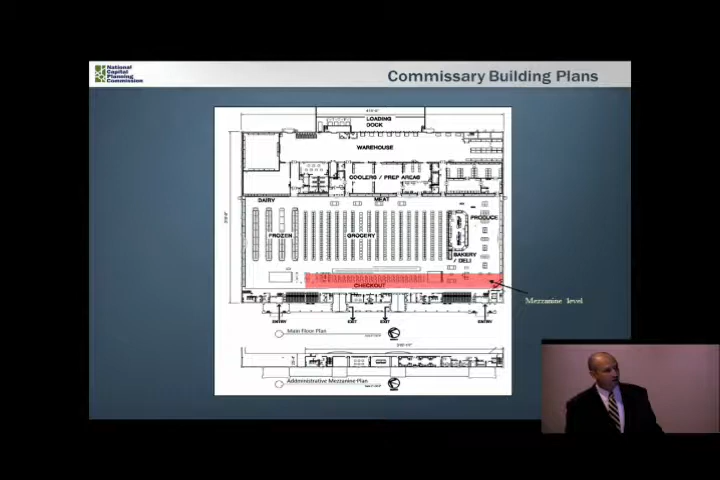 National
Capital
Planning
Commission
Commissary Building Plans
LOADING
DOCK
WAREHOUSE
COOLERS / PREP AREAS
DAIRY
MEAT
PRODUCE
FROZEN
GROCERY
BAKERY
/ DELI
CHECKOUT
Mezzanine level
ENTRY
EXIT
EXIT
ENTRY
Main Floor Plan
Administrative Mezzanine Plan